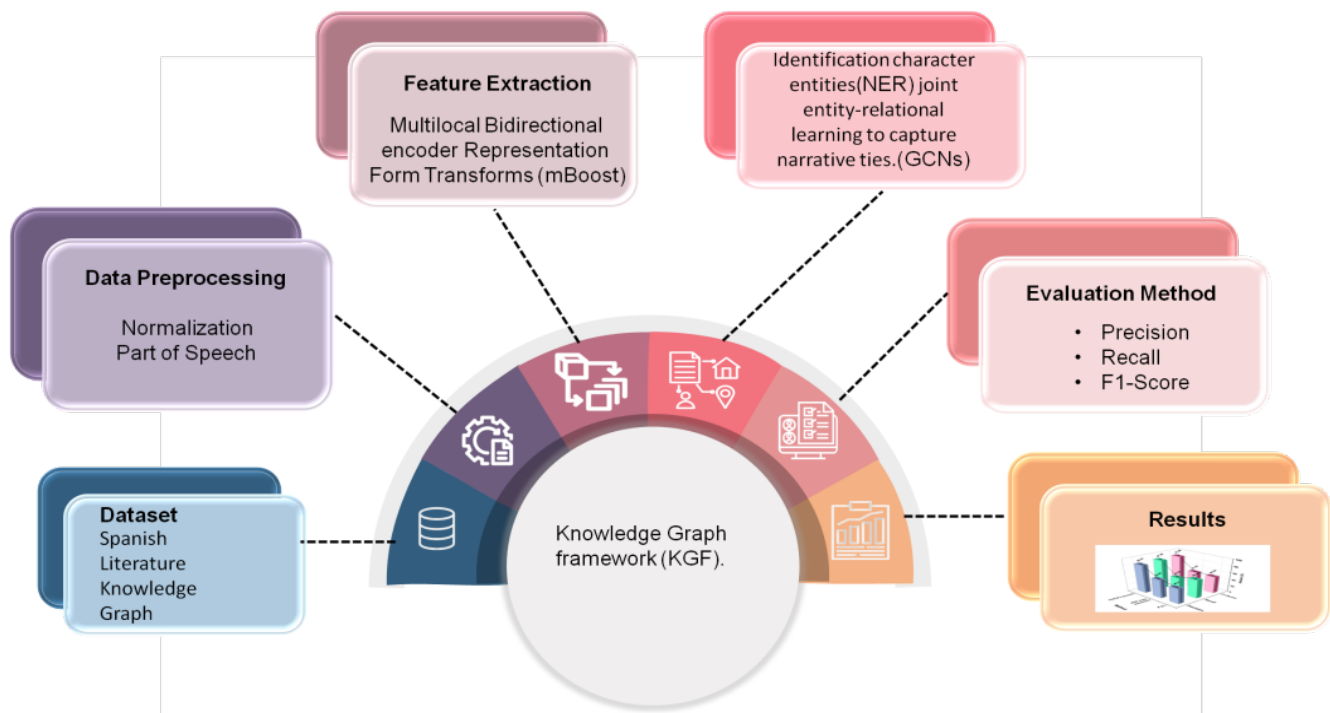 Dataset
Spanish
Literature
Knowledge
Graph
Data Preprocessing
Normalization
Part of Speech
Feature Extraction
Multilocal Bidirectional
encoder Representation
Form Transforms (mBoost)
Identification character
entities(NER) joint
entity-relational
learning to capture
narrative ties.(GCNs)
Evaluation Method
• Precision
• Recall
• F1-Score
Results
Knowledge Graph
framework (KGF).